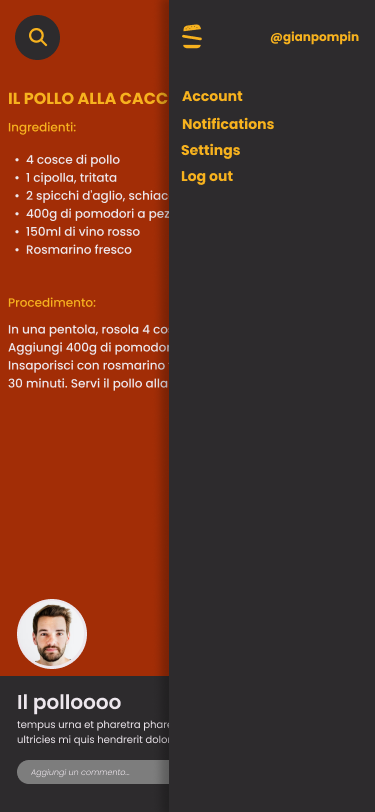 @gianpompin
IL POLLO ALLA CACC
Ingredienti:
• 4 cosce di pollo
• 1 cipolla, tritata
• 2 spicchi d'aglio, schiac
• 400g di pomodori a pez
• 150ml di vino rosso
• Rosmarino fresco
Procedimento:
In una pentola, rosola 4 co
Aggiungi 400g di pomodor
Insaporisci con rosmarino
30 minuti. Servi il pollo alla
Il polloooo
tempus urna et pharetra phare
ultricies mi quis hendrerit dolor
Aggiungi un commento...
Account
Notifications
Settings
Log out